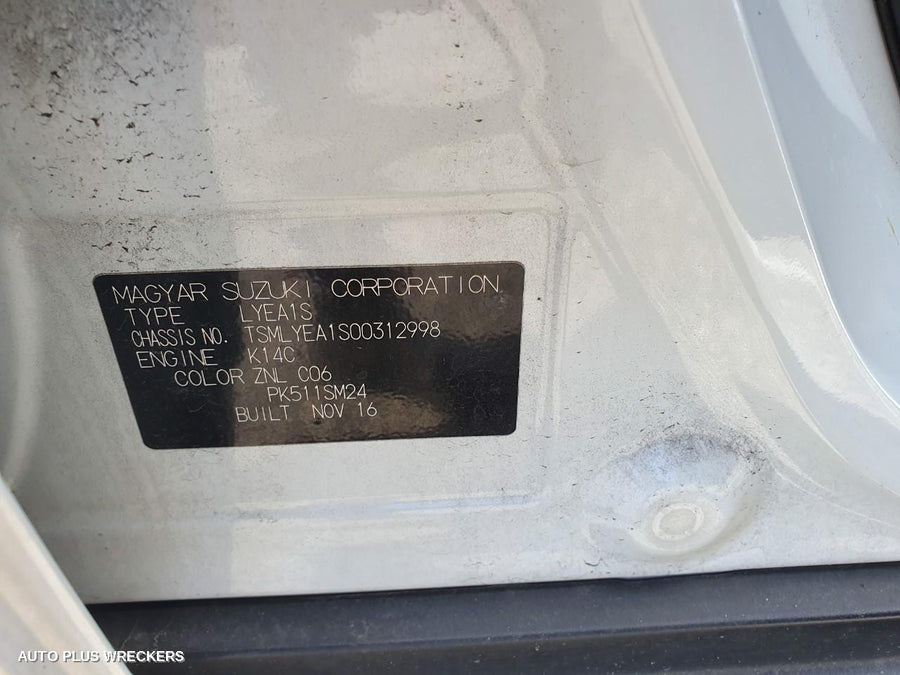 MAGYAR SUZUKI CORPORATION.
TYPE LYEA1S
CHASSIS NO. TSMLYEA1S00312998
ENGINE K14C
COLOR ZNL C06
PK511SM24
BUILT NOV 16
AUTO PLUS WRECKERS